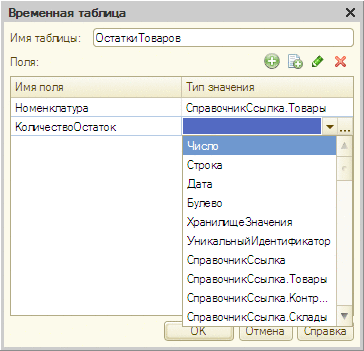 Временная таблица
Имя таблицы: ОстаткиТоваров
Поля:
Имя поля Тип значения
Номенклатура СправочникСсылка.Товары
КоличествоОстаток ...
Число
Строка
Дата
Булево
ХранилищеЗначения
УникальныйИдентификатор
СправочникСсылка
СправочникСсылка.Товары
СправочникСсылка.Контр...
СправочникСсылка.Склады
OK Отмена Справка